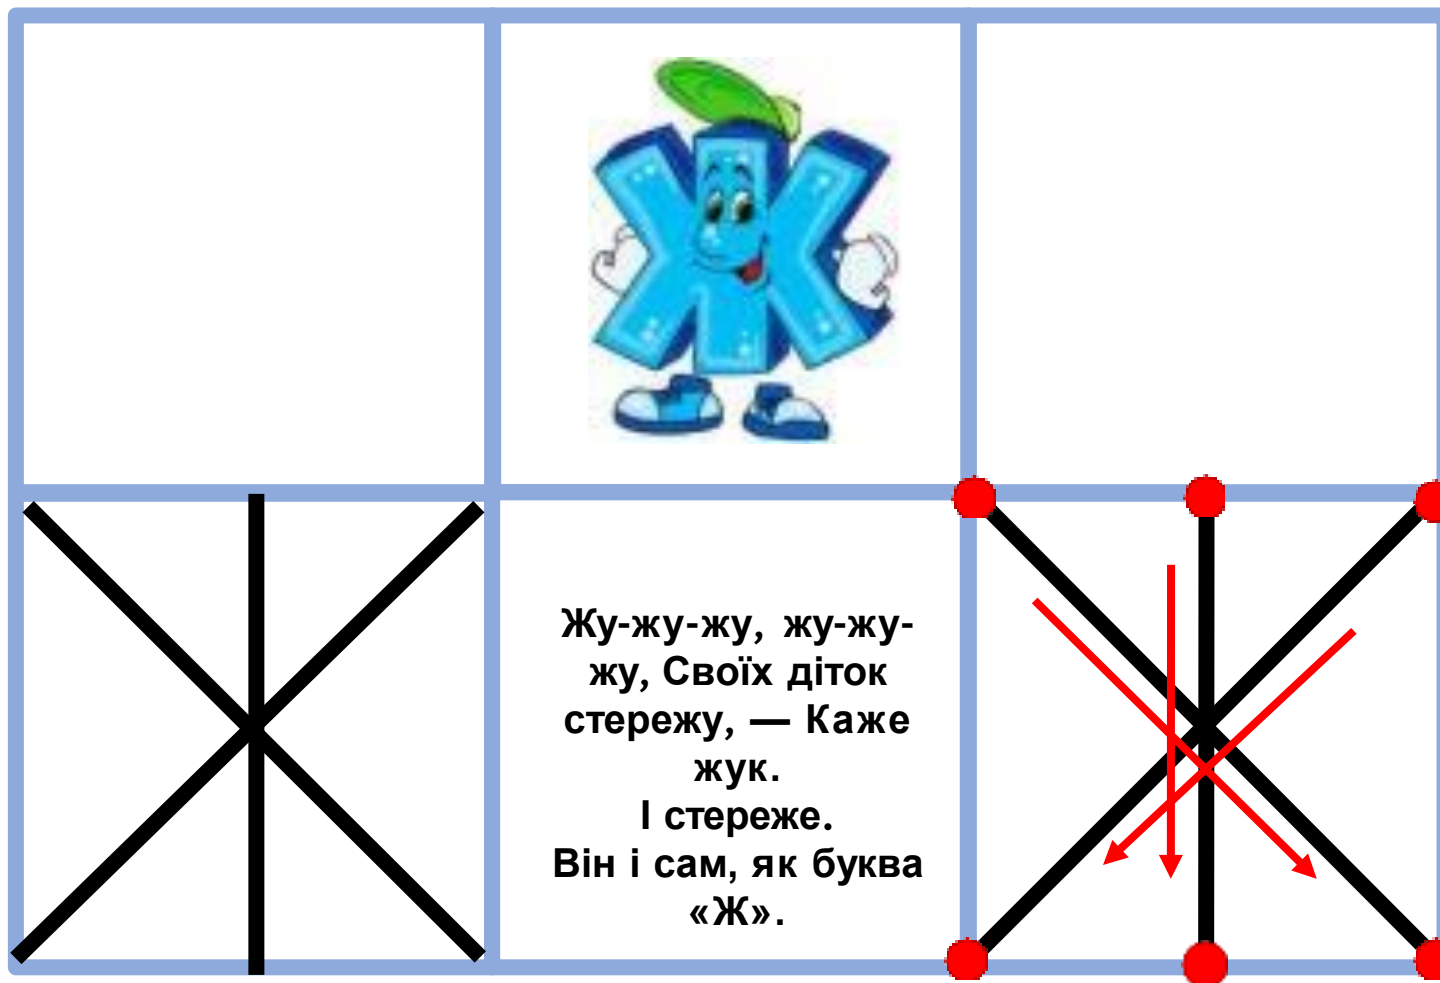 Жу-жу-жу, жу-жу-
жу, Своїх діток
стережу, — Каже
жук.
І стереже.
Він і сам, як буква
«Ж».